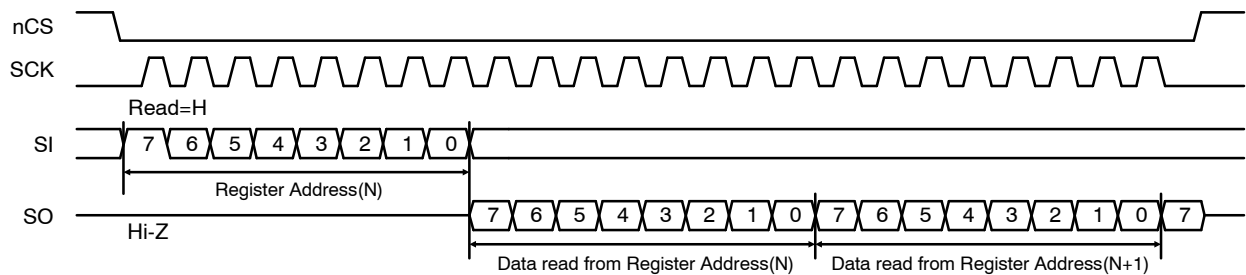 nCS
SCK
Read=H
SI 7 6 5 4 3 2 1 0
Register Address(N)
SO 7 6 5 4 3 2 1 0 7 6 5 4 3 2 1 0 7
Hi-Z
Data read from Register Address(N) Data read from Register Address(N+1)